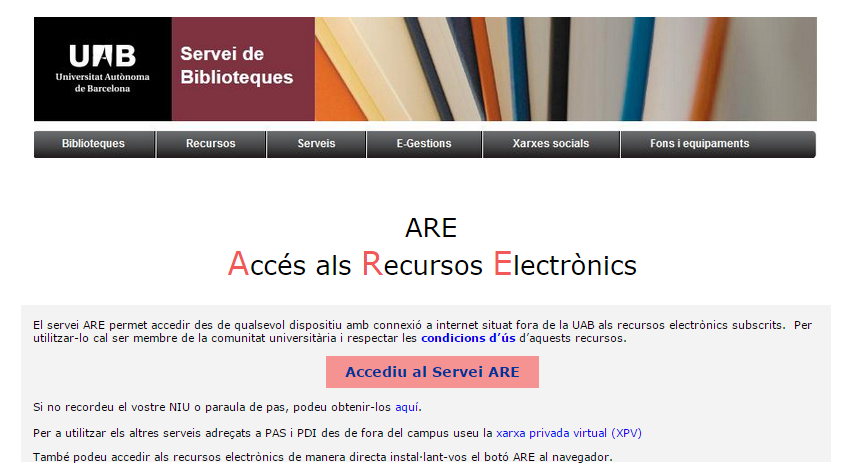 UAB
Universitat Autònoma
de Barcelona
Servei de
Biblioteques
Biblioteques
Recursos
Serveis
E-Gestions
Xarxes socials
Fons i equipaments
ARE
Accés als Recursos Electrònics
El servei ARE permet accedir des de qualsevol dispositiu amb connexió a internet situat fora de la UAB als recursos electrònics subscrits. Per
utilitzar-lo cal ser membre de la comunitat universitària i respectar les condicions d'ús d'aquests recursos.
Accediu al Servei ARE
Si no recordeu el vostre NIU o paraula de pas, podeu obtenir-los aquí.
Per a utilitzar els altres serveis adreçats a PAS i PDI des de fora del campus useu la xarxa privada virtual (XPV)
També podeu accedir als recursos electrònics de manera directa instal·lant-vos el botó ARE al navegador.